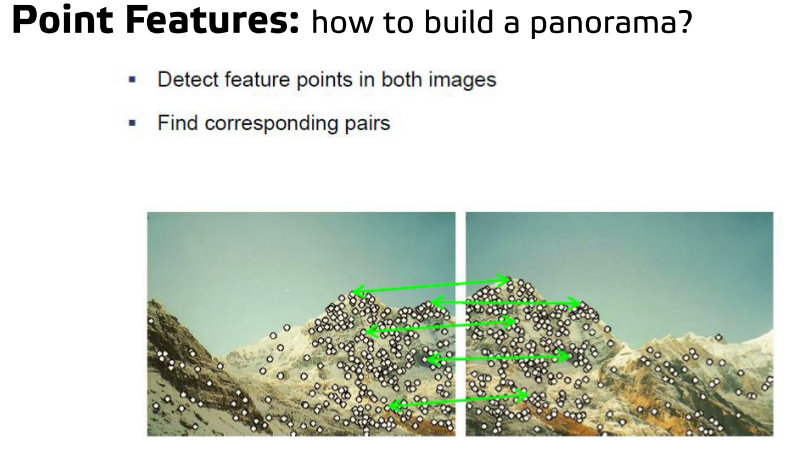 Point Features: how to build a panorama?
▪ Detect feature points in both images
▪ Find corresponding pairs